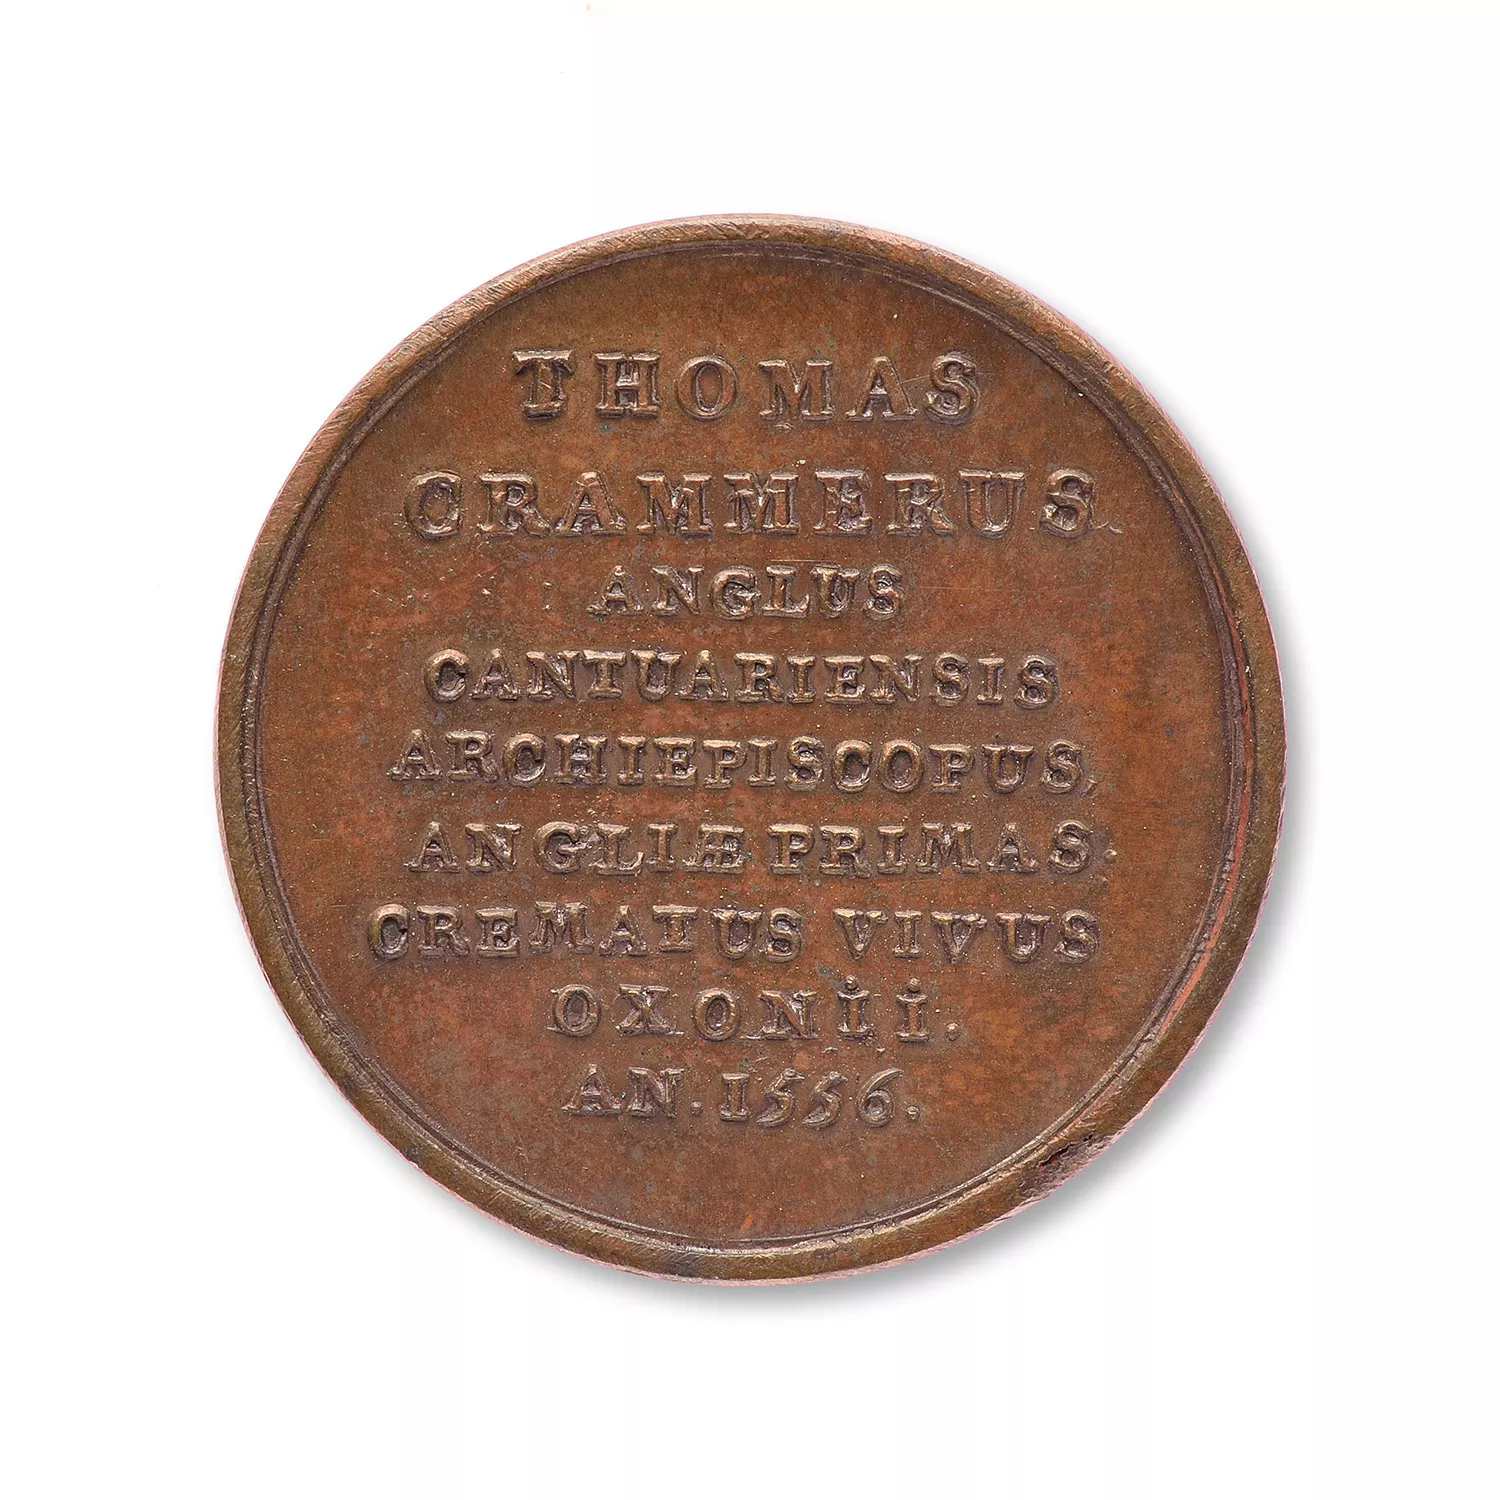 THOMAS
CRAMMERUS
ANGLUS
CANTUARIENSIS
ARCHIEPISCOPUS,
ANGLIÆ PRIMAS.
CREMATUS VIVUS
OXONii.
AN. 1556.